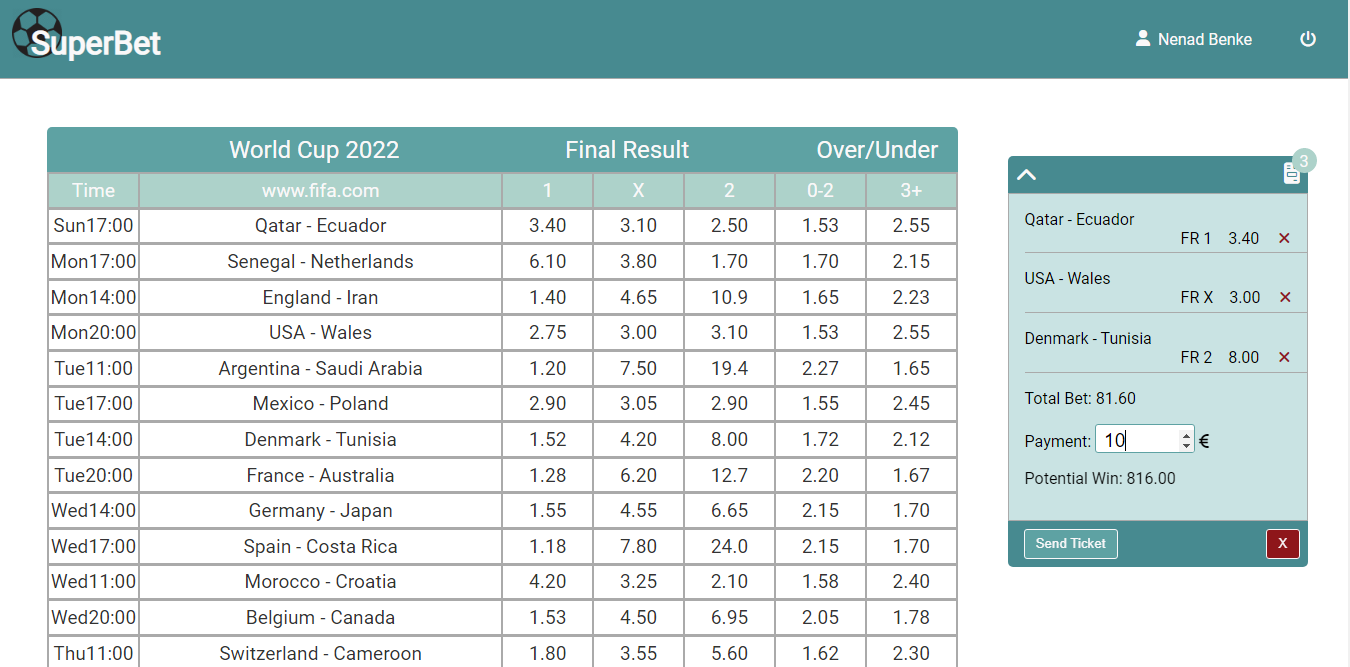 SuperBet
Nenad Benke
World Cup 2022 Final Result Over/Under
Time www.fifa.com 1 X 2 0-2 3+
Sun17:00 Qatar - Ecuador 3.40 3.10 2.50 1.53 2.55
Mon17:00 Senegal - Netherlands 6.10 3.80 1.70 1.70 2.15
Mon14:00 England - Iran 1.40 4.65 10.9 1.65 2.23
Mon20:00 USA - Wales 2.75 3.00 3.10 1.53 2.55
Tue11:00 Argentina - Saudi Arabia 1.20 7.50 19.4 2.27 1.65
Tue17:00 Mexico - Poland 2.90 3.05 2.90 1.55 2.45
Tue14:00 Denmark - Tunisia 1.52 4.20 8.00 1.72 2.12
Tue20:00 France - Australia 1.28 6.20 12.7 2.20 1.67
Wed14:00 Germany - Japan 1.55 4.55 6.65 2.15 1.70
Wed17:00 Spain - Costa Rica 1.18 7.80 24.0 2.15 1.70
Wed11:00 Morocco - Croatia 4.20 3.25 2.10 1.58 2.40
Wed20:00 Belgium - Canada 1.53 4.50 6.95 2.05 1.78
Thu11:00 Switzerland - Cameroon 1.80 3.55 5.60 1.62 2.30
3
Qatar - Ecuador
FR 1 3.40 ✕
USA - Wales
FR X 3.00 ✕
Denmark - Tunisia
FR 2 8.00 ✕
Total Bet: 81.60
Payment: 10 €
Potential Win: 816.00
Send Ticket X